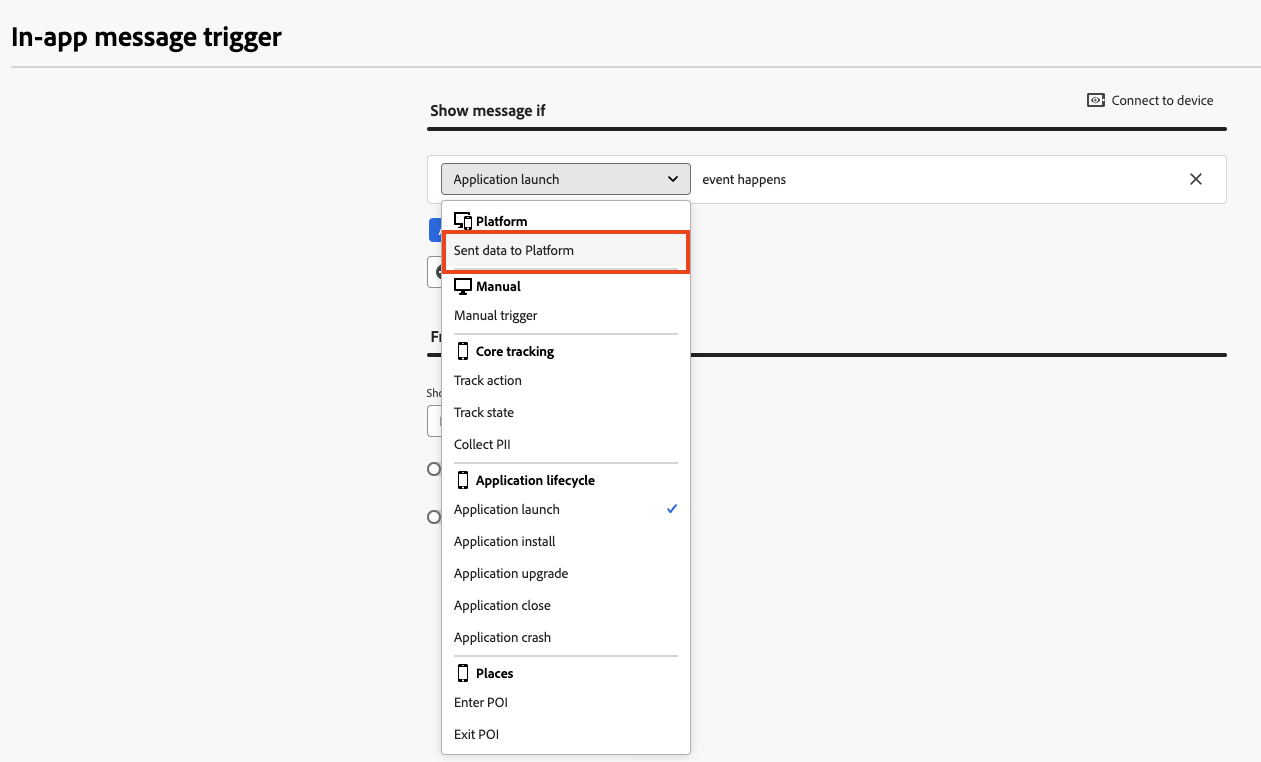 In-app message trigger
Connect to device
Show message if
Application launch event happens
Platform
Sent data to Platform
Manual
Manual trigger
Core tracking
Track action
Track state
Collect PII
Application lifecycle
Application launch
Application install
Application upgrade
Application close
Application crash
Places
Enter POI
Exit POI